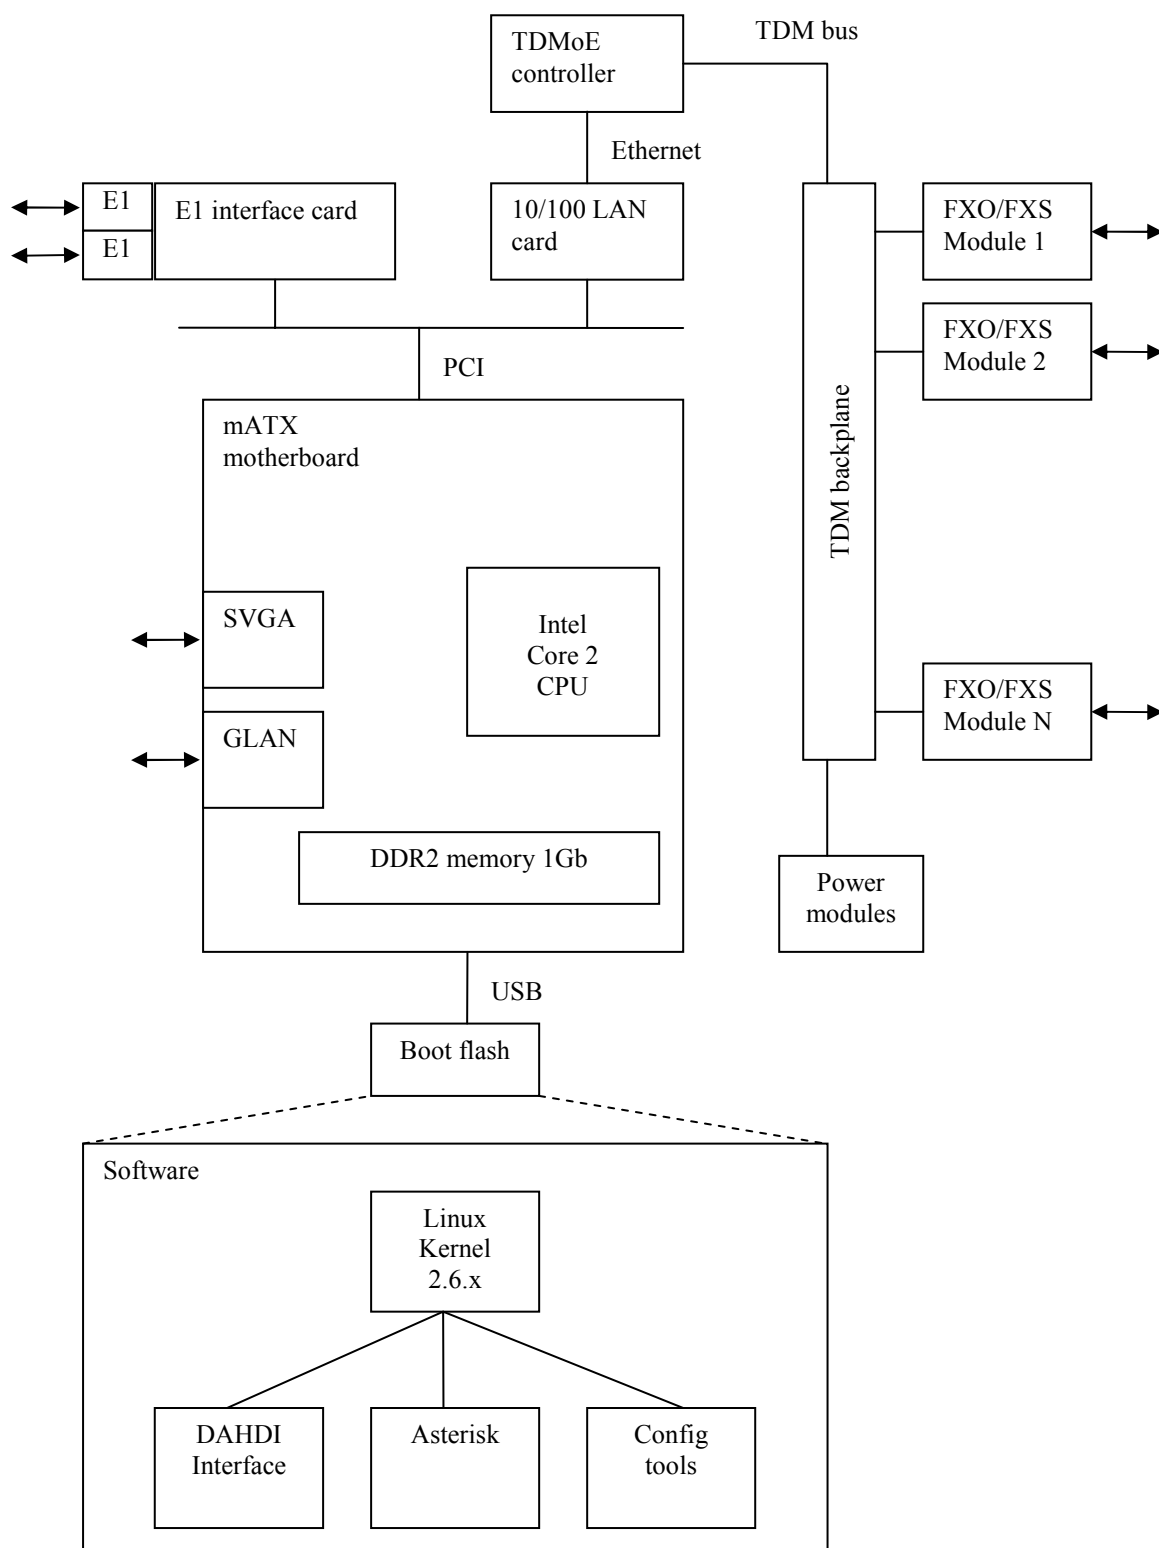 TDM bus
TDMoE
controller
Ethernet
E1
E1
E1 interface card
10/100 LAN
card
FXO/FXS
Module 1
FXO/FXS
Module 2
PCI
mATX
motherboard
TDM backplane
SVGA
Intel
Core 2
CPU
FXO/FXS
Module N
GLAN
DDR2 memory 1Gb
Power
modules
USB
Boot flash
Software
Linux
Kernel
2.6.x
DAHDI
Interface
Asterisk
Config
tools